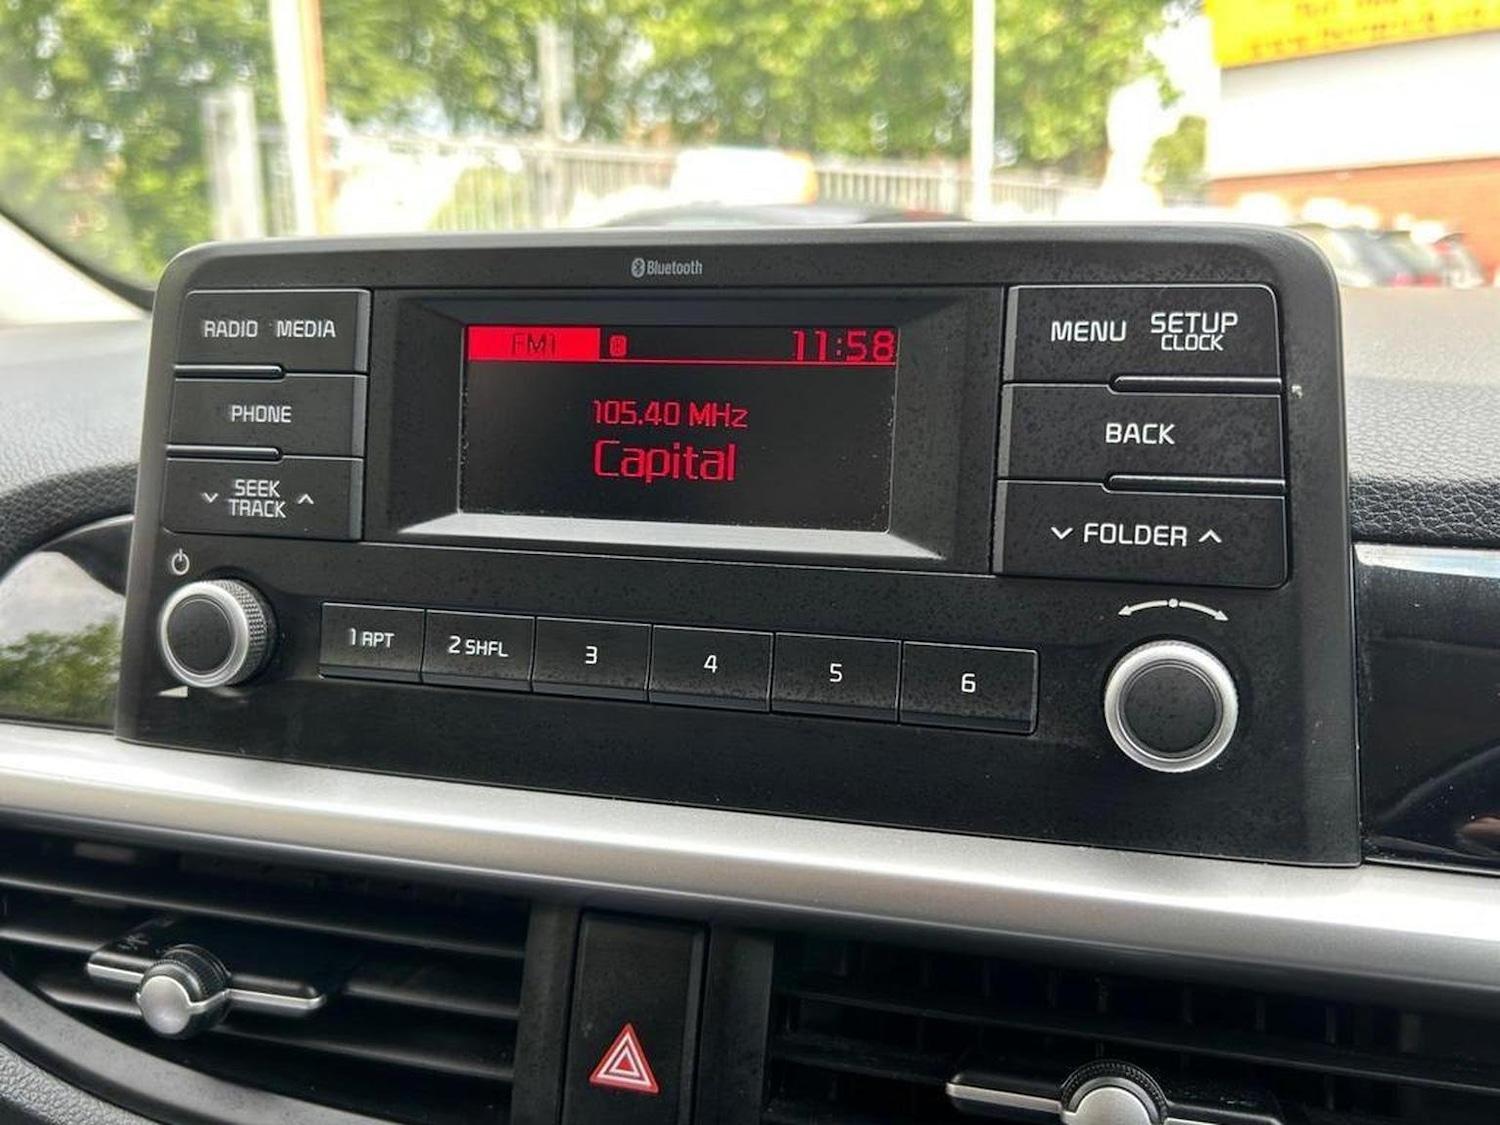 Bluetooth
RADIO MEDIA
PHONE
SEEK
TRACK
FM1
11:58
105.40 MHz
Capital
MENU
SETUP
CLOCK
BACK
FOLDER
1 RPT
2 SHFL
3
4
5
6